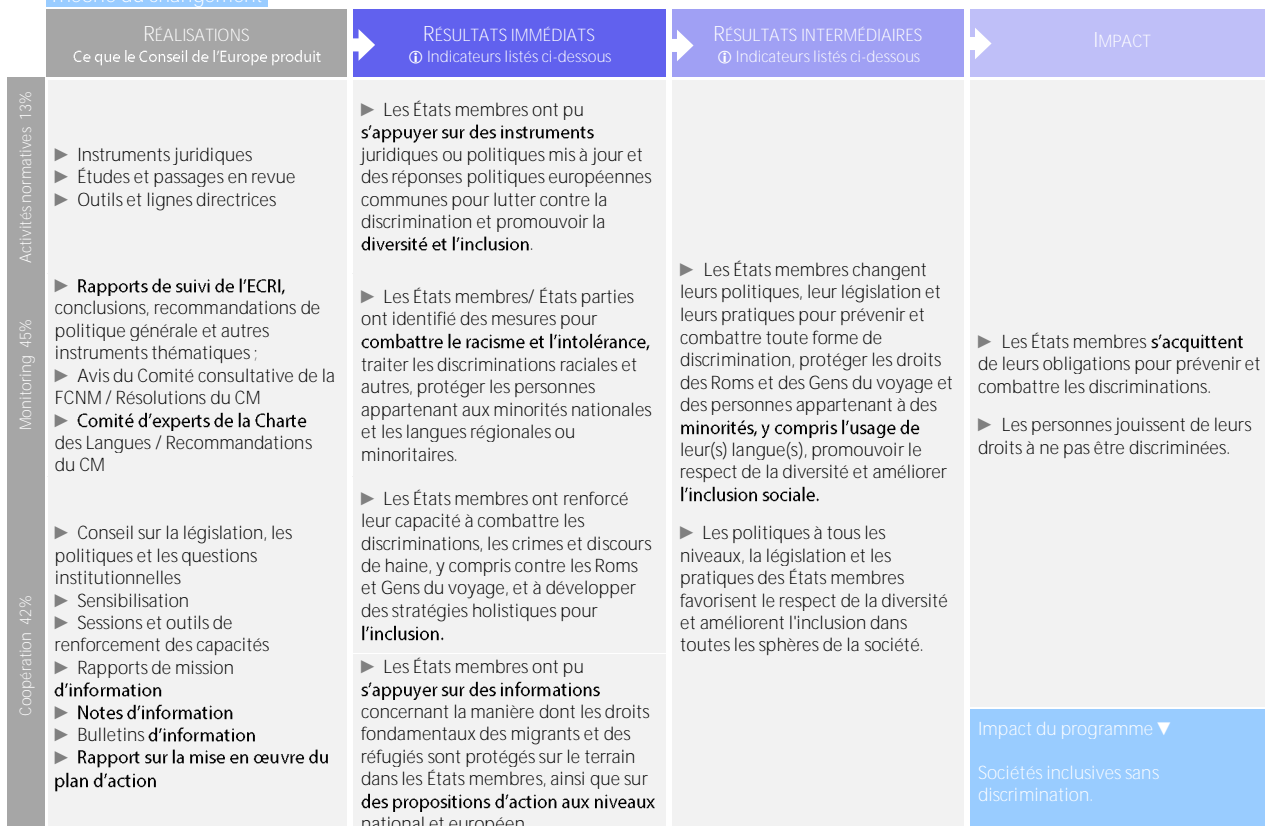 Théorie du changement
RÉALISATIONS
Ce que le Conseil de l'Europe produit
RÉSULTATS IMMÉDIATS
ⓘ Indicateurs listés ci-dessous
RÉSULTATS INTERMÉDIAIRES
ⓘ Indicateurs listés ci-dessous
IMPACT
Activités normatives 13%
► Instruments juridiques
► Études et passages en revue
► Outils et lignes directrices
Monitoring 45%
► Rapports de suivi de l'ECRI,
conclusions, recommandations de
politique générale et autres
instruments thématiques ;
► Avis du Comité consultative de la
FCNM / Résolutions du CM
► Comité d'experts de la Charte
des Langues / Recommandations
du CM
Coopération 42%
► Conseil sur la législation, les
politiques et les questions
institutionnelles
► Sensibilisation
► Sessions et outils de
renforcement des capacités
► Rapports de mission
d'information
► Notes d'information
► Bulletins d'information
► Rapport sur la mise en œuvre du
plan d'action
► Les États membres ont pu
s'appuyer sur des instruments
juridiques ou politiques mis à jour et
des réponses politiques européennes
communes pour lutter contre la
discrimination et promouvoir la
diversité et l'inclusion.
► Les États membres/ États parties
ont identifié des mesures pour
combattre le racisme et l'intolérance,
traiter les discriminations raciales et
autres, protéger les personnes
appartenant aux minorités nationales
et les langues régionales ou
minoritaires.
► Les États membres ont renforcé
leur capacité à combattre les
discriminations, les crimes et discours
de haine, y compris contre les Roms
et Gens du voyage, et à développer
des stratégies holistiques pour
l'inclusion.
► Les États membres ont pu
s'appuyer sur des informations
concernant la manière dont les droits
fondamentaux des migrants et des
réfugiés sont protégés sur le terrain
dans les États membres, ainsi que sur
des propositions d'action aux niveaux
national et européen
► Les États membres changent
leurs politiques, leur législation et
leurs pratiques pour prévenir et
combattre toute forme de
discrimination, protéger les droits
des Roms et des Gens du voyage et
des personnes appartenant à des
minorités, y compris l'usage de
leur(s) langue(s), promouvoir le
respect de la diversité et améliorer
l'inclusion sociale.
► Les politiques à tous les
niveaux, la législation et les
pratiques des États membres
favorisent le respect de la diversité
et améliorent l'inclusion dans
toutes les sphères de la société.
► Les États membres s'acquittent
de leurs obligations pour prévenir et
combattre les discriminations.
► Les personnes jouissent de leurs
droits à ne pas être discriminées.
Impact du programme ▼
Sociétés inclusives sans
discrimination.